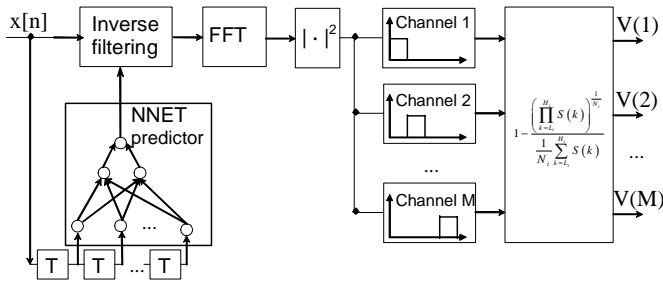 x[n]
Inverse
filtering
FFT
| · |²
Channel 1
Channel 2
...
Channel M
V(1)
V(2)
...
V(M)
1 - ( ∏_{k=L_i}^{H_i} S(k) )^{1/N_i} / ( 1/N_i ∑_{k=L_i}^{H_i} S(k) )
NNET
predictor
...
T
T
...
T